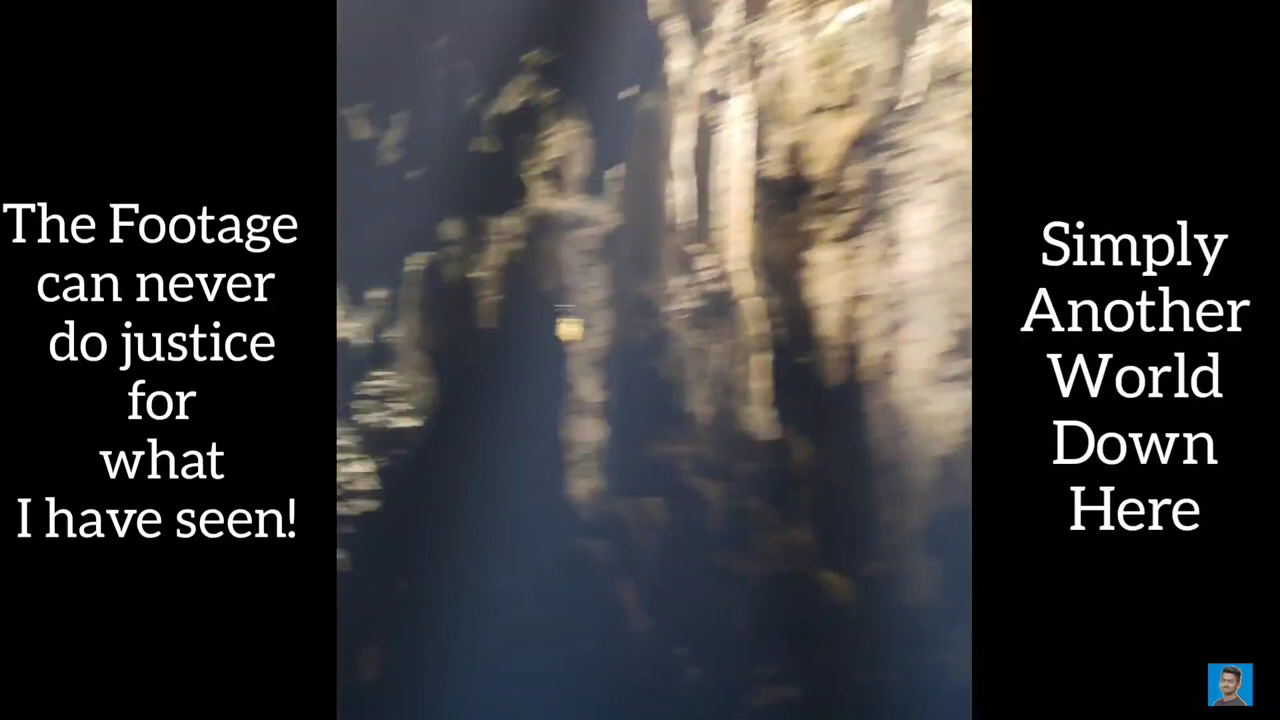 The Footage
can never
do justice
for
what
I have seen!
Simply
Another
World
Down
Here